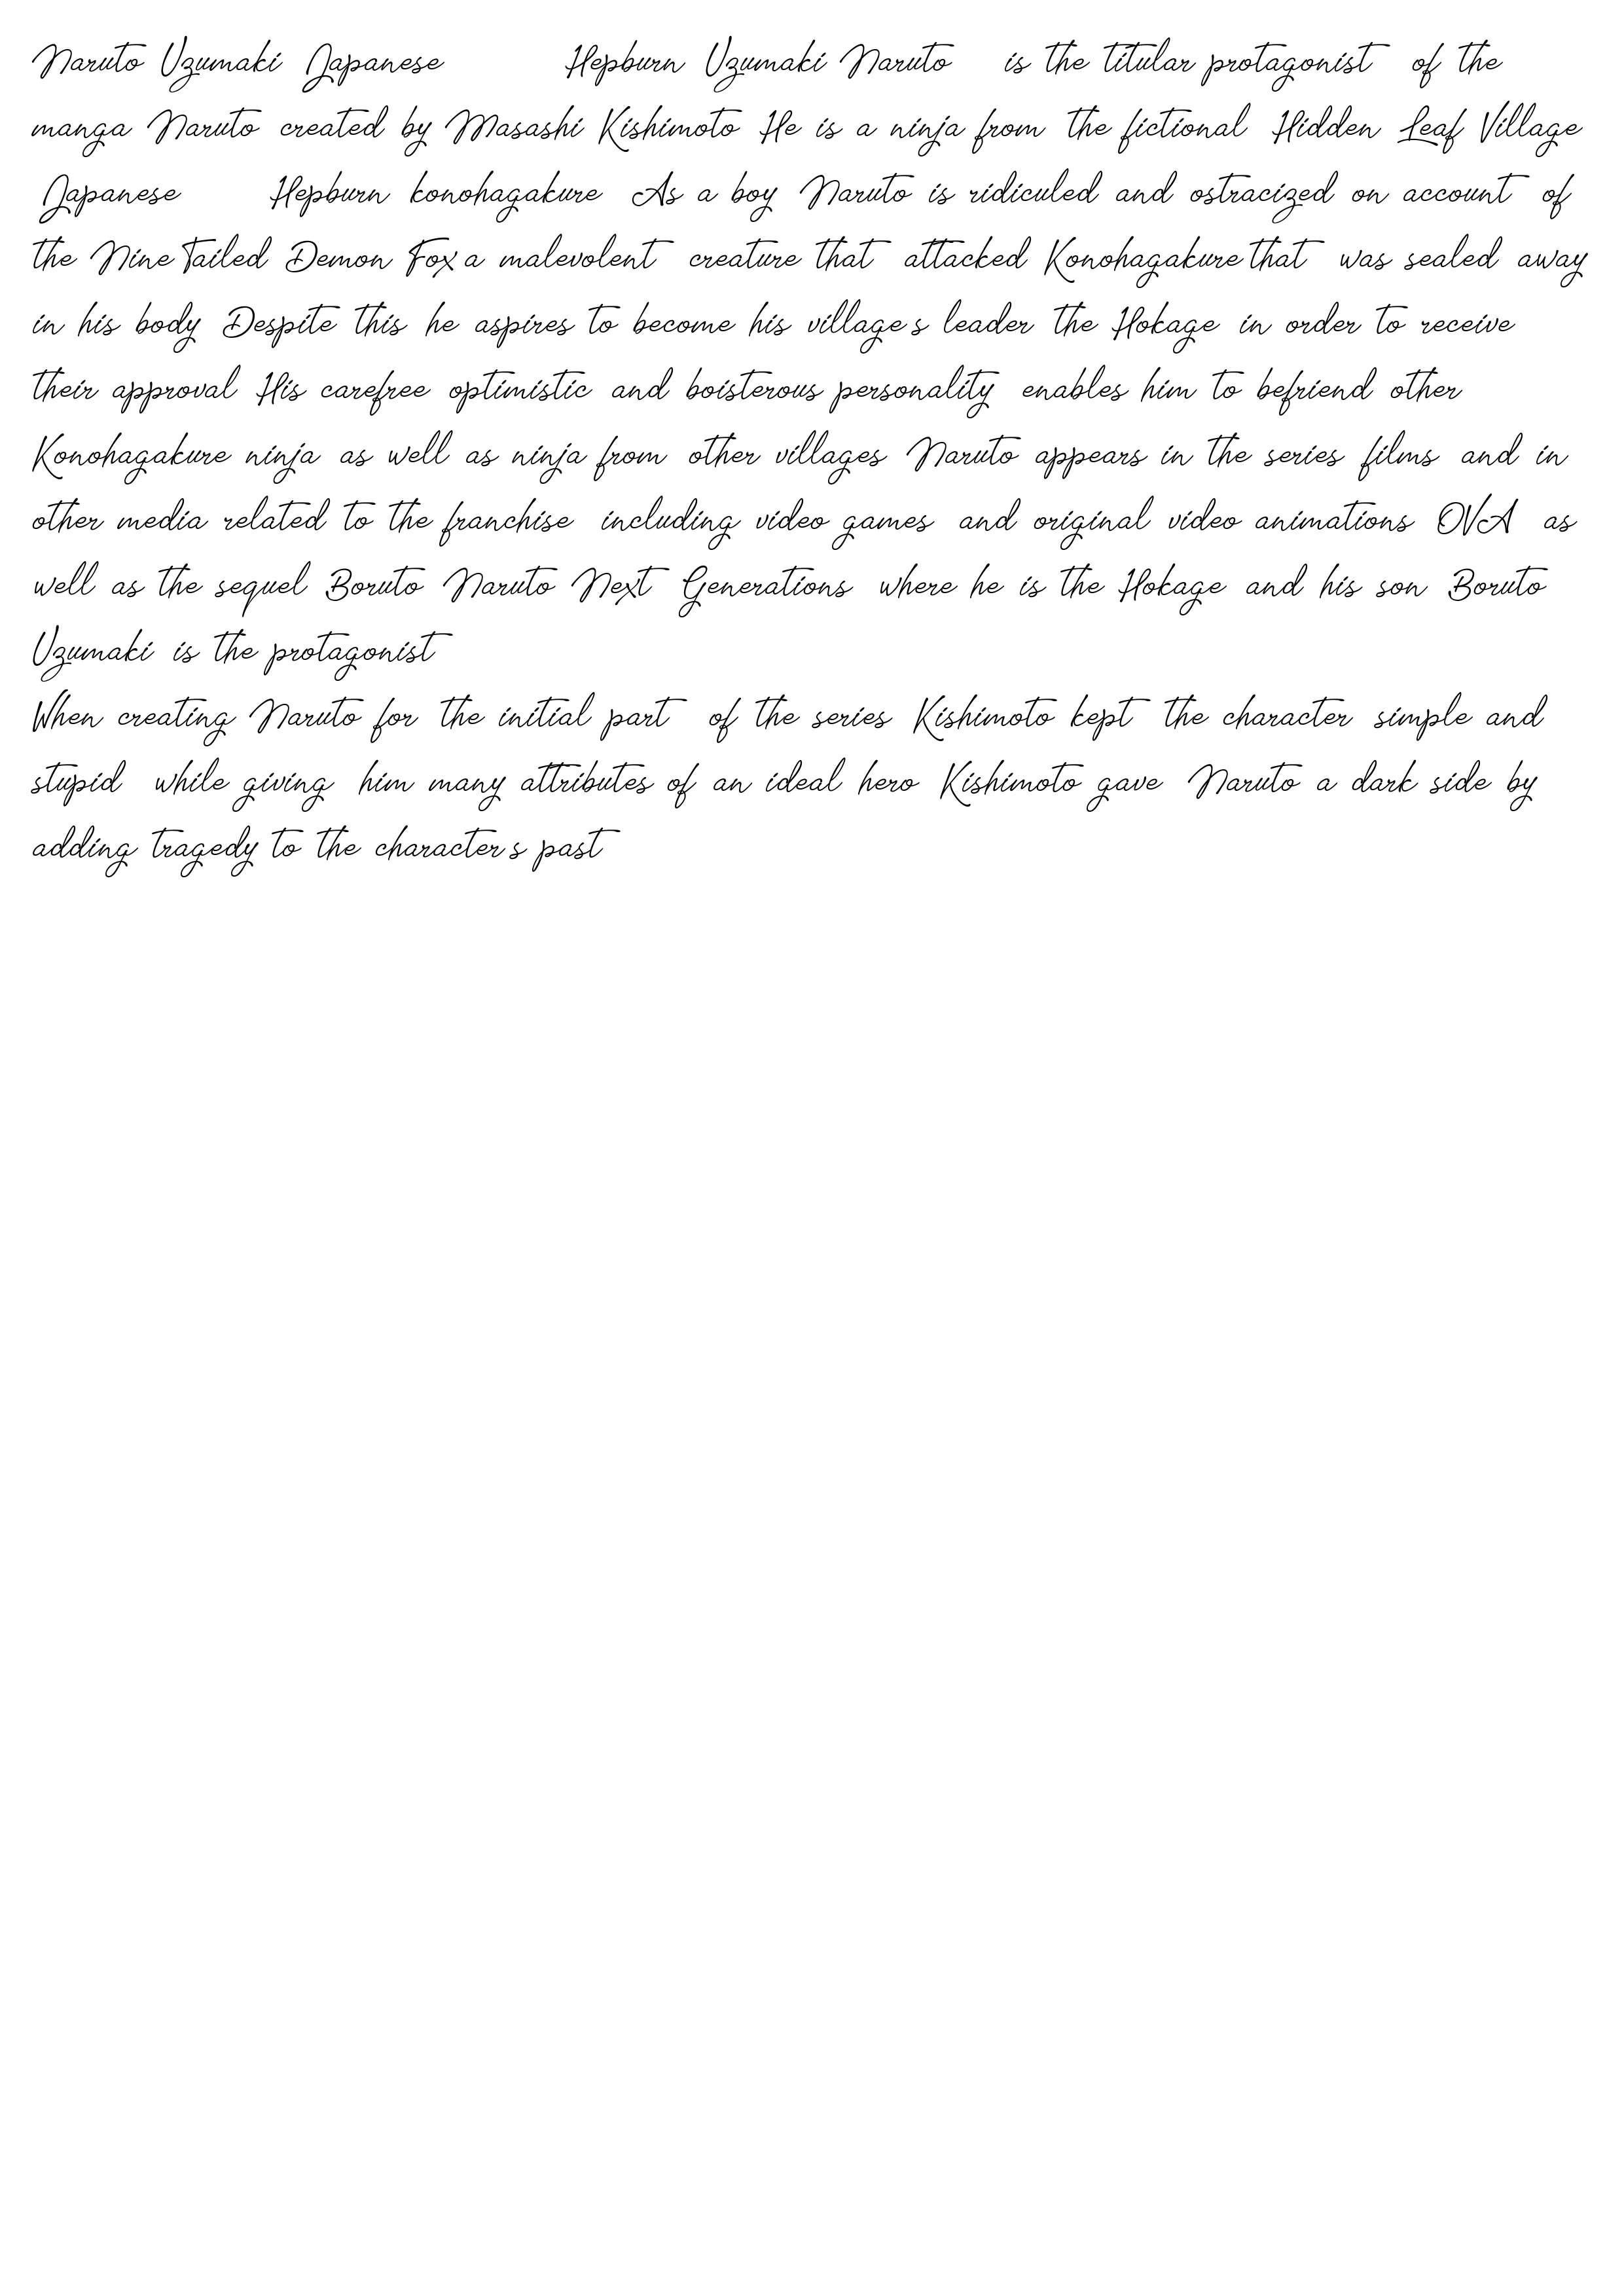 Naruto Uzumaki Japanese Hepburn Uzumaki Naruto is the titular protagonist of the
manga Naruto created by Masashi Kishimoto He is a ninja from the fictional Hidden Leaf Village
Japanese Hepburn konohagakure As a boy Naruto is ridiculed and ostracized on account of
the Nine Tailed Demon Fox a malevolent creature that attacked Konohagakure that was sealed away
in his body Despite this he aspires to become his village s leader the Hokage in order to receive
their approval His carefree optimistic and boisterous personality enables him to befriend other
Konohagakure ninja as well as ninja from other villages Naruto appears in the series films and in
other media related to the franchise including video games and original video animations OVA as
well as the sequel Boruto Naruto Next Generations where he is the Hokage and his son Boruto
Uzumaki is the protagonist
When creating Naruto for the initial part of the series Kishimoto kept the character simple and
stupid while giving him many attributes of an ideal hero Kishimoto gave Naruto a dark side by
adding tragedy to the character s past